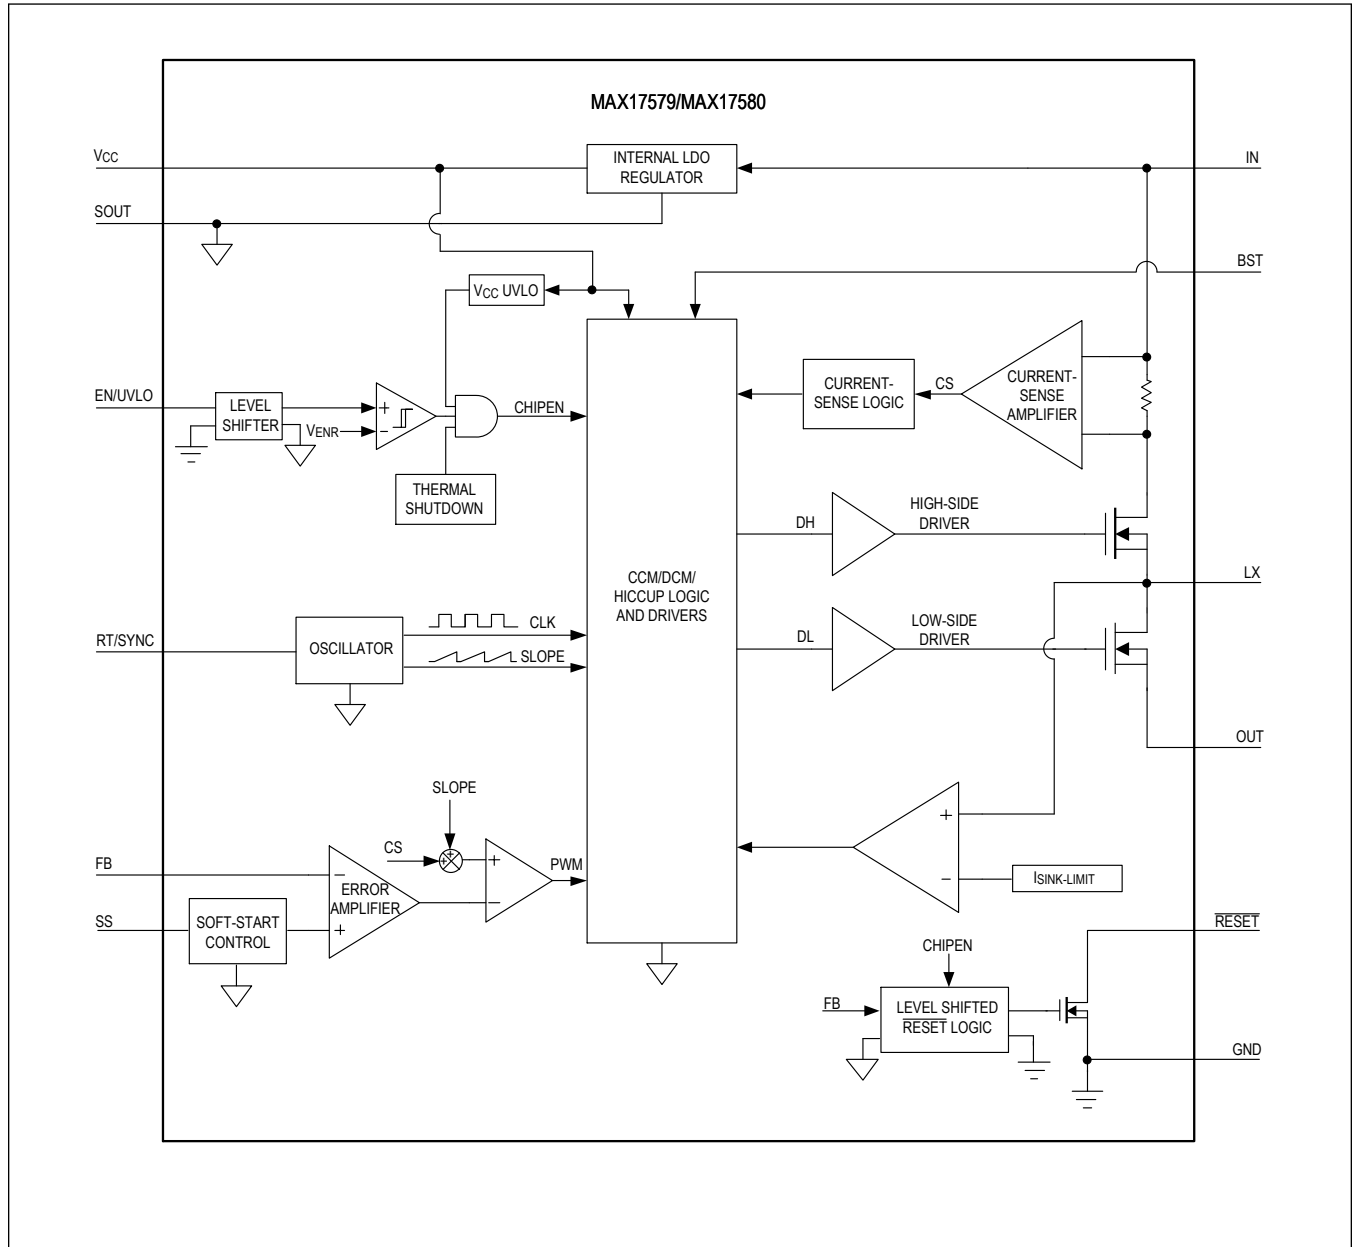 MAX17579/MAX17580
VCC
INTERNAL LDO
REGULATOR
IN
SOUT
BST
VCC UVLO
EN/UVLO
LEVEL
SHIFTER
+
−
VENR
CHIPEN
THERMAL
SHUTDOWN
CURRENT-
SENSE LOGIC
CS
CURRENT-
SENSE
AMPLIFIER
DH
HIGH-SIDE
DRIVER
CCM/DCM/
HICCUP LOGIC
AND DRIVERS
LX
RT/SYNC
OSCILLATOR
CLK
SLOPE
DL
LOW-SIDE
DRIVER
OUT
SLOPE
CS
+
+
+
−
PWM
FB
−
ERROR
AMPLIFIER
+
SS
SOFT-START
CONTROL
+
−
ISINK-LIMIT
RESET
CHIPEN
FB
LEVEL SHIFTED
RESET LOGIC
GND